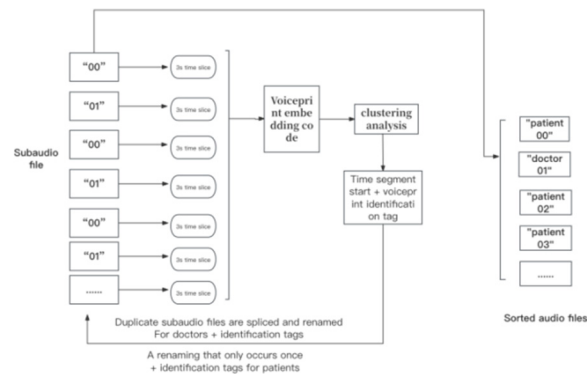 Subaudio
file
“00”
3s time slice
“01”
3s time slice
“00”
3s time slice
“01”
3s time slice
“00”
3s time slice
“01”
3s time slice
......
3s time slice
Voicepri
nt embe
dding co
de
clustering
analysis
Time segment
start + voicepr
int identificati
on tag
Duplicate subaudio files are spliced and renamed
For doctors + identification tags
A renaming that only occurs once
+ identification tags for patients
"patient
00"
"doctor
01"
"patient
02"
"patient
03"
......
Sorted audio files